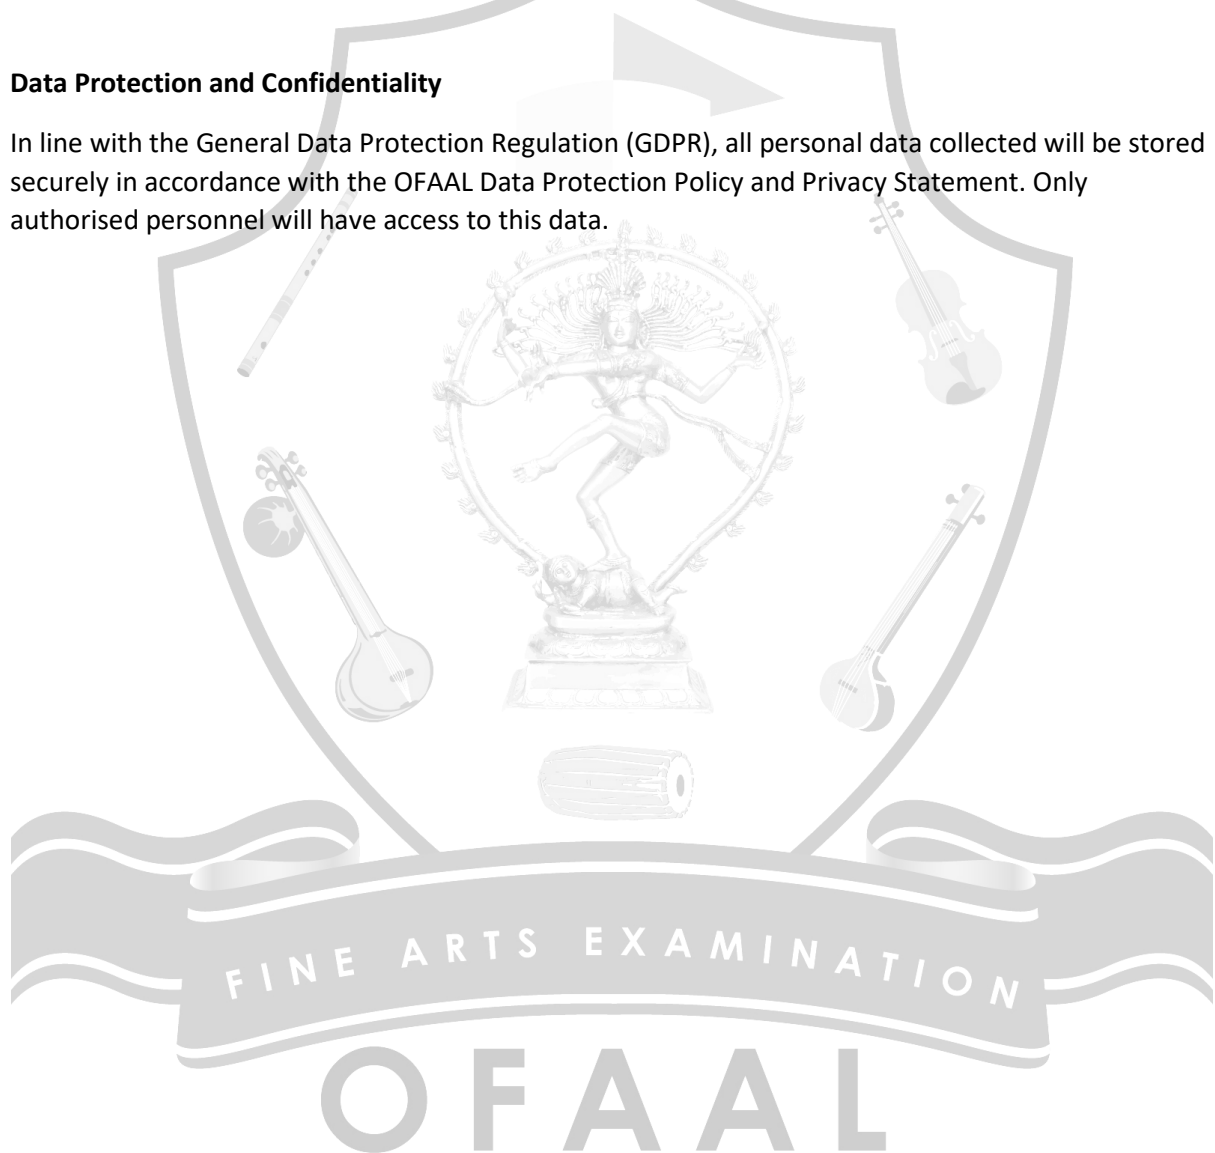 Data Protection and Confidentiality
In line with the General Data Protection Regulation (GDPR), all personal data collected will be stored
securely in accordance with the OFAAL Data Protection Policy and Privacy Statement. Only
authorised personnel will have access to this data.
FINE ARTS EXAMINATION
OFAAL